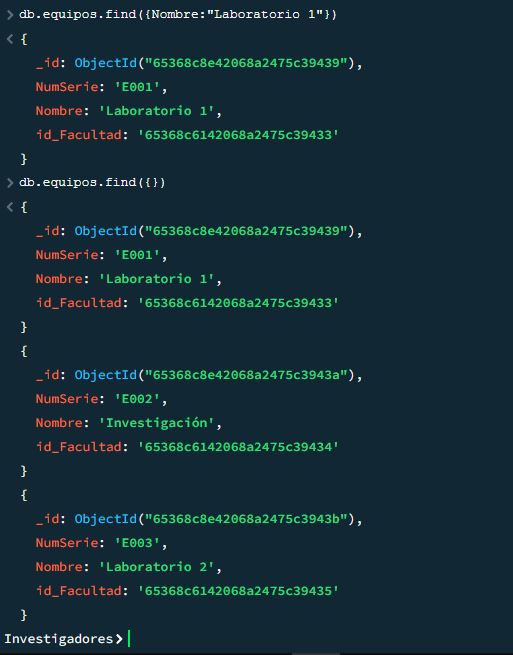 > db.equipos.find({Nombre:"Laboratorio 1"})
< {
_id: ObjectId("65368c8e42068a2475c39439"),
NumSerie: 'E001',
Nombre: 'Laboratorio 1',
id_Facultad: '65368c6142068a2475c39433'
}
> db.equipos.find({})
< {
_id: ObjectId("65368c8e42068a2475c39439"),
NumSerie: 'E001',
Nombre: 'Laboratorio 1',
id_Facultad: '65368c6142068a2475c39433'
}
{
_id: ObjectId("65368c8e42068a2475c3943a"),
NumSerie: 'E002',
Nombre: 'Investigación',
id_Facultad: '65368c6142068a2475c39434'
}
{
_id: ObjectId("65368c8e42068a2475c3943b"),
NumSerie: 'E003',
Nombre: 'Laboratorio 2',
id_Facultad: '65368c6142068a2475c39435'
}
Investigadores>